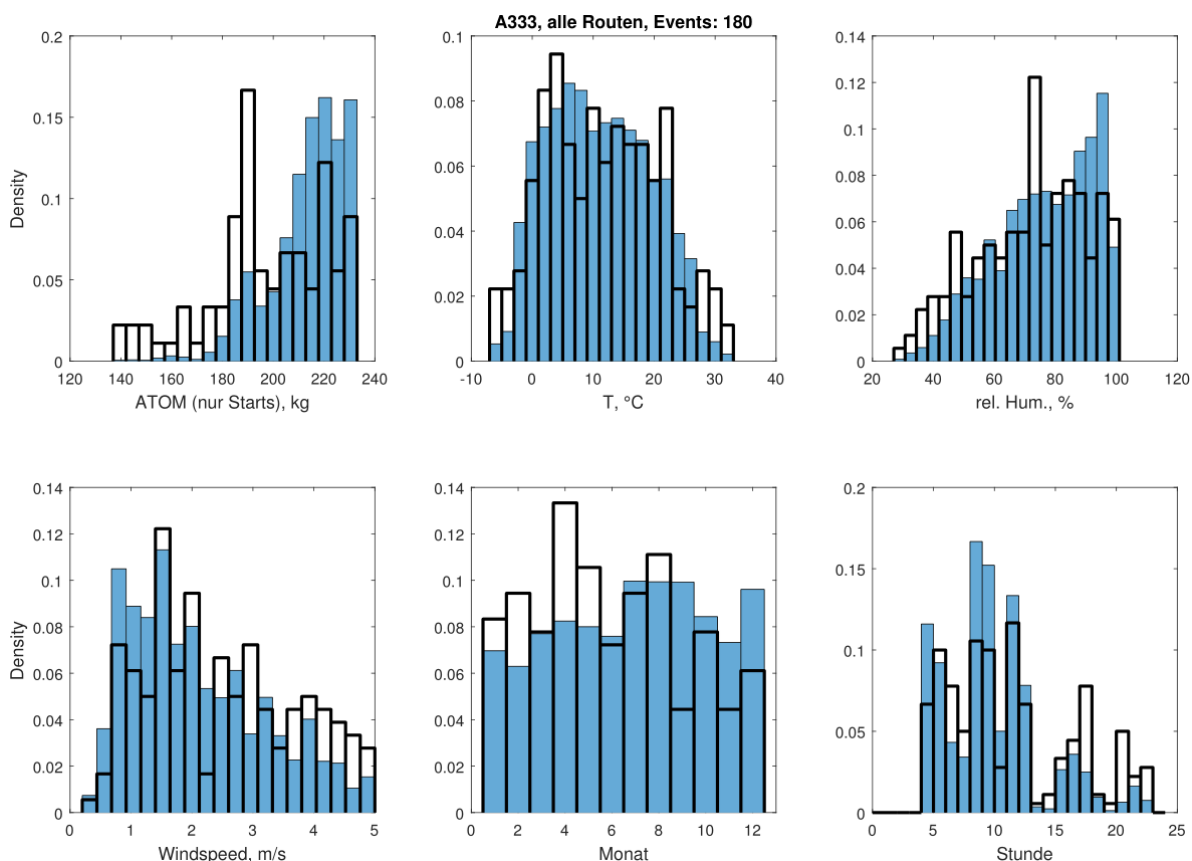 A333, alle Routen, Events: 180
0.2
0.15
0.1
0.05
0
Density
120 140 160 180 200 220 240
ATOM (nur Starts), kg
0.1
0.08
0.06
0.04
0.02
0
-10 0 10 20 30 40
T, °C
0.14
0.12
0.1
0.08
0.06
0.04
0.02
0
20 40 60 80 100 120
rel. Hum., %
0.14
0.12
0.1
0.08
0.06
0.04
0.02
0
Density
0 1 2 3 4 5
Windspeed, m/s
0.14
0.12
0.1
0.08
0.06
0.04
0.02
0
0 2 4 6 8 10 12
Monat
0.2
0.15
0.1
0.05
0
0 5 10 15 20 25
Stunde